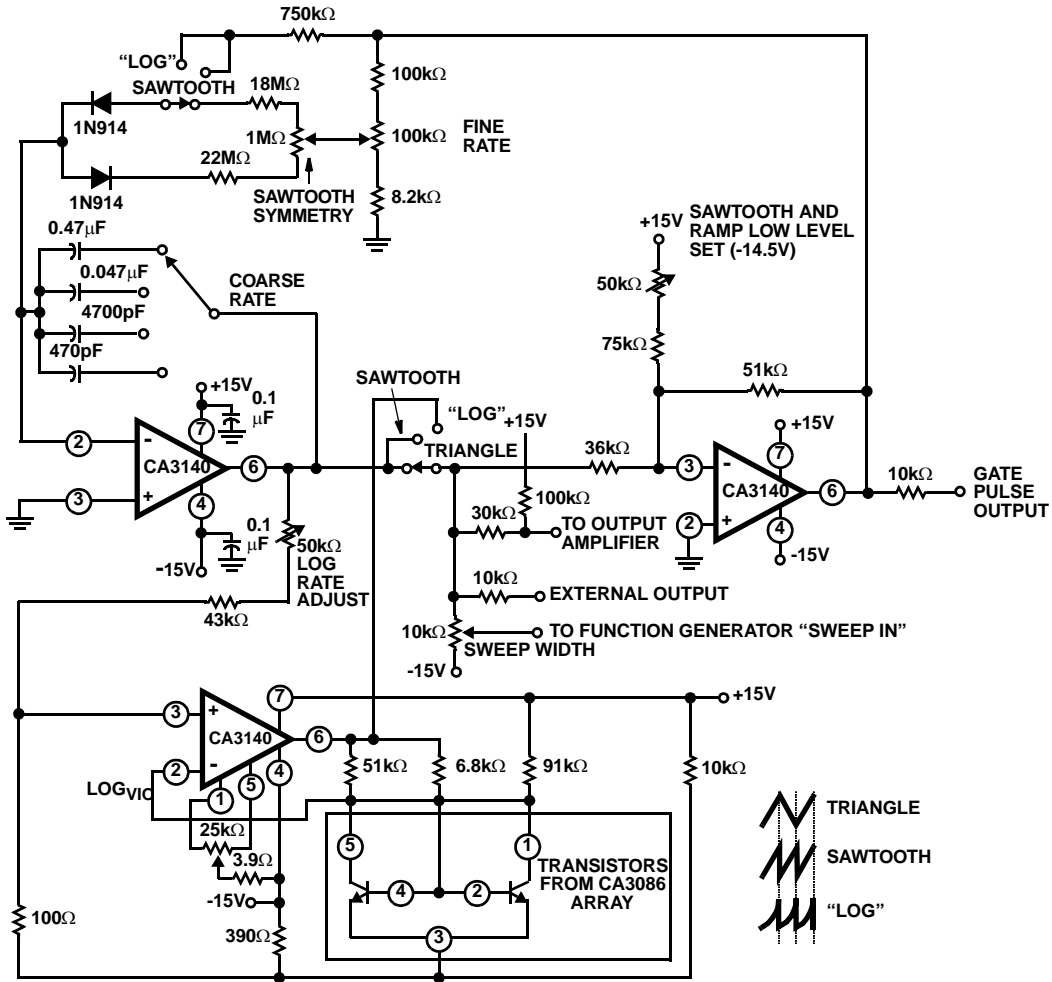 750kΩ
“LOG”
SAWTOOTH
18MΩ
100kΩ
1N914
1MΩ
100kΩ
FINE
RATE
22MΩ
1N914
SAWTOOTH
SYMMETRY
8.2kΩ
0.47µF
0.047µF
4700pF
470pF
COARSE
RATE
+15V
SAWTOOTH AND
RAMP LOW LEVEL
SET (-14.5V)
50kΩ
75kΩ
51kΩ
+15V
0.1
µF
7
2
-
CA3140
6
3
+
4
0.1
µF
-15V
SAWTOOTH
“LOG”
+15V
TRIANGLE
36kΩ
100kΩ
30kΩ
TO OUTPUT
AMPLIFIER
+15V
7
3
-
CA3140
6
2
+
4
-15V
10kΩ
GATE
PULSE
OUTPUT
50kΩ
LOG
RATE
ADJUST
43kΩ
10kΩ
EXTERNAL OUTPUT
10kΩ
TO FUNCTION GENERATOR “SWEEP IN”
SWEEP WIDTH
-15V
7
+15V
3
+
CA3140
6
2
-
4
5
1
LOGVIO
51kΩ
6.8kΩ
91kΩ
10kΩ
25kΩ
3.9Ω
-15V
390Ω
100Ω
5
1
4
2
3
TRANSISTORS
FROM CA3086
ARRAY
TRIANGLE
SAWTOOTH
“LOG”